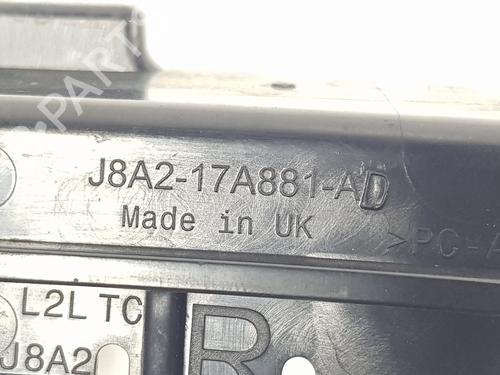 J8A2-17A881-AD
Made in UK
>PC-A
L2L TC
J8A2
R